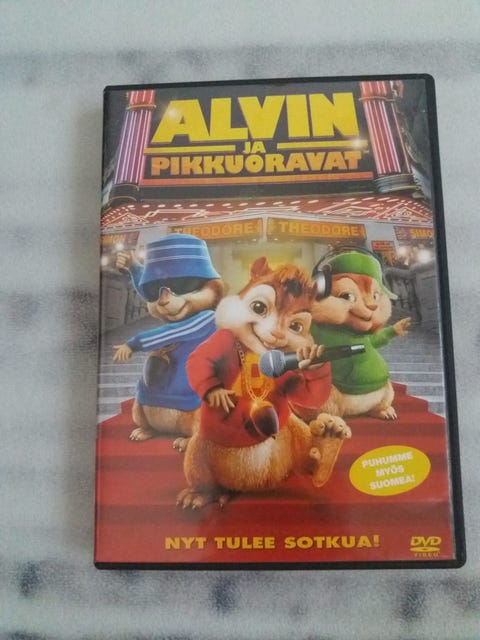 ALVIN
JA
PIKKUORAVAT
THEODORE THEODORE
PUHUMME
MYÖS
SUOMEA!
NYT TULEE SOTKUA!
DVD
VIDEO